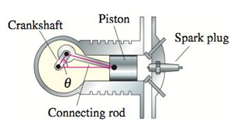 Piston
Crankshaft
Spark plug
θ
Connecting rod